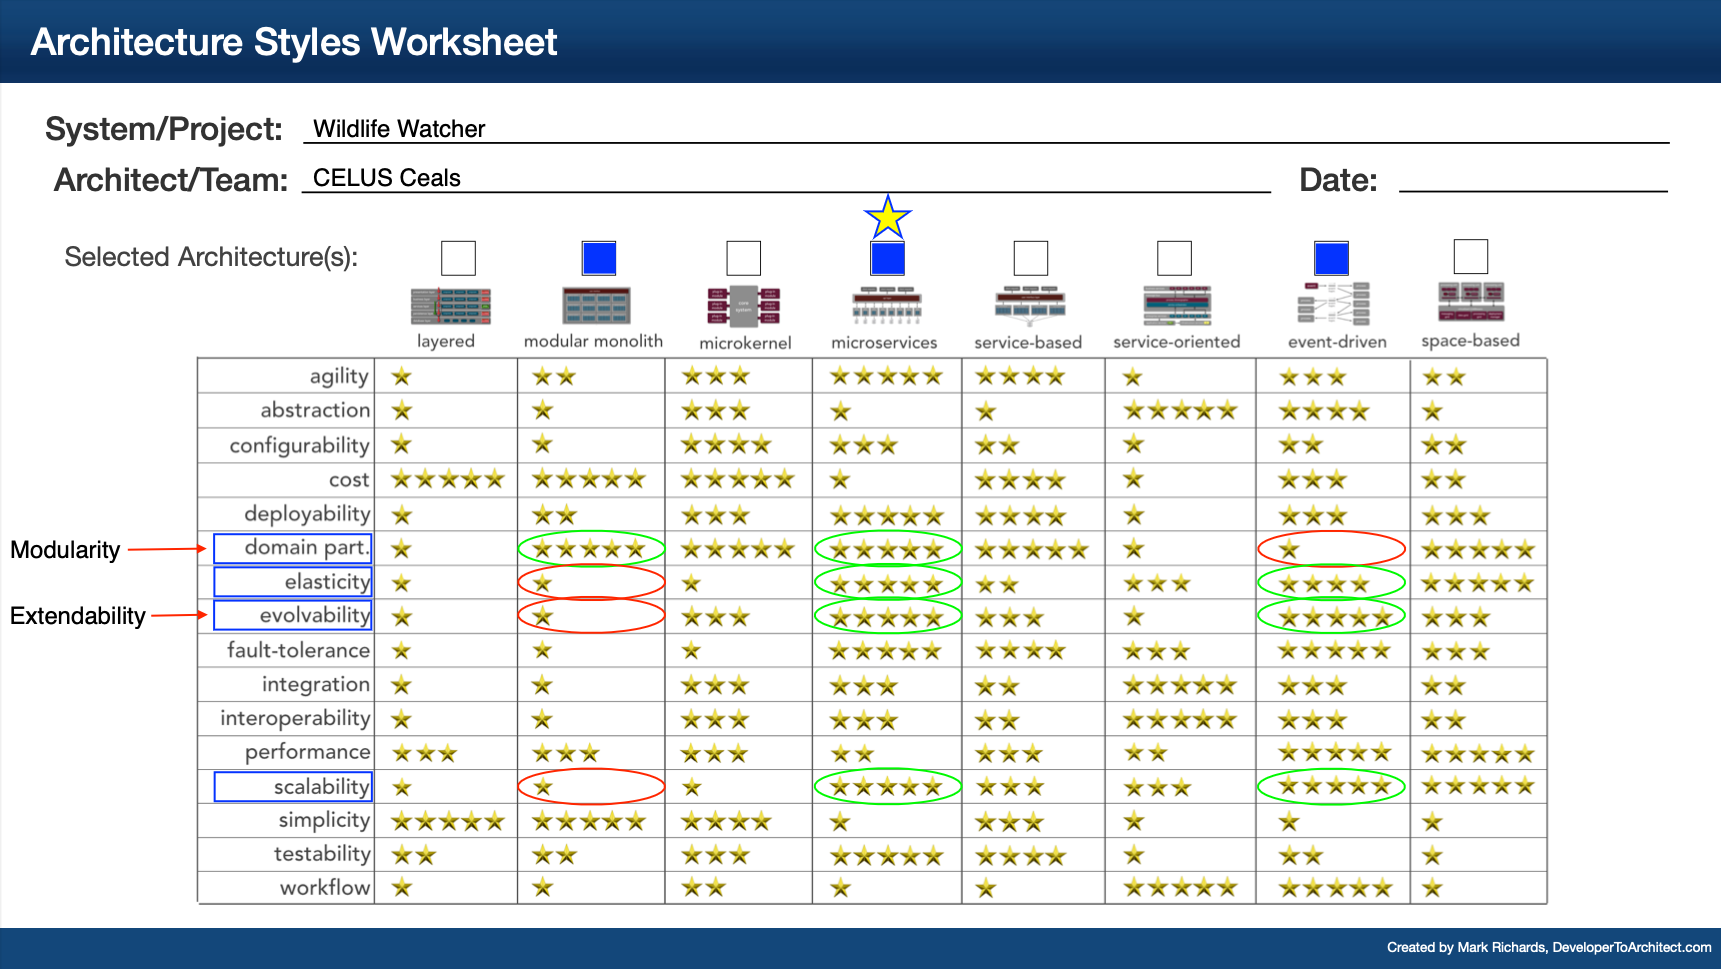 Architecture Styles Worksheet
System/Project: Wildlife Watcher
Architect/Team: CELUS Ceals Date:
Selected Architecture(s):
layered modular monolith microkernel microservices service-based service-oriented event-driven space-based
agility
abstraction
configurability
cost
deployability
Modularity domain part.
elasticity
Extendability evolvability
fault-tolerance
integration
interoperability
performance
scalability
simplicity
testability
workflow
Created by Mark Richards, DeveloperToArchitect.com